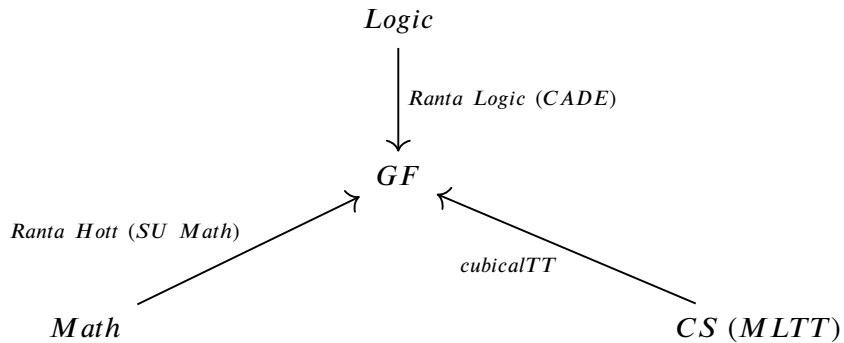 Logic
Ranta Logic (CADE)
GF
Ranta Hott (SU Math)
cubicalTT
Math
CS (MLTT)